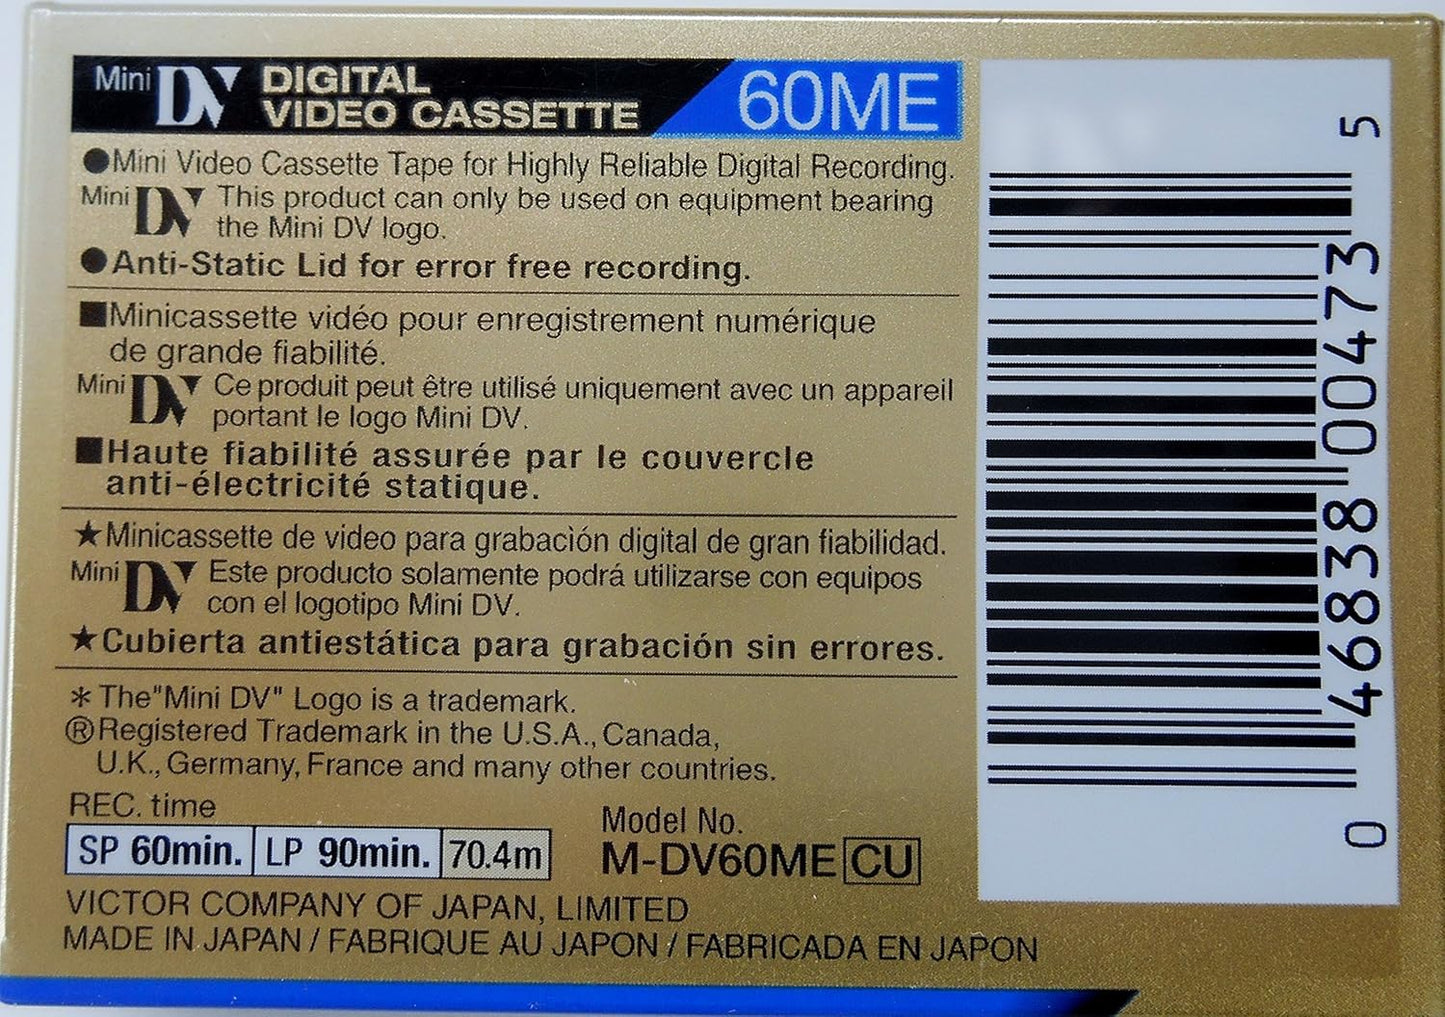 Mini DV DIGITAL
VIDEO CASSETTE
60ME
●Mini Video Cassette Tape for Highly Reliable Digital Recording.
Mini DV This product can only be used on equipment bearing
the Mini DV logo.
●Anti-Static Lid for error free recording.
■Minicassette vidéo pour enregistrement numérique
de grande fiabilité.
Mini DV Ce produit peut être utilisé uniquement avec un appareil
portant le logo Mini DV.
■Haute fiabilité assurée par le couvercle
anti-électricité statique.
★Minicassette de video para grabaciòn digital de gran fiabilidad.
Mini DV Este producto solamente podrá utilizarse con equipos
con el logotipo Mini DV.
★Cubierta antiestática para grabación sin errores.
* The"Mini DV" Logo is a trademark.
®Registered Trademark in the U.S.A., Canada,
U.K., Germany, France and many other countries.
REC. time
SP 60min. LP 90min. 70.4m
Model No.
M-DV60ME CU
VICTOR COMPANY OF JAPAN, LIMITED
MADE IN JAPAN / FABRIQUE AU JAPON / FABRICADA EN JAPON
0 46838 00473 5